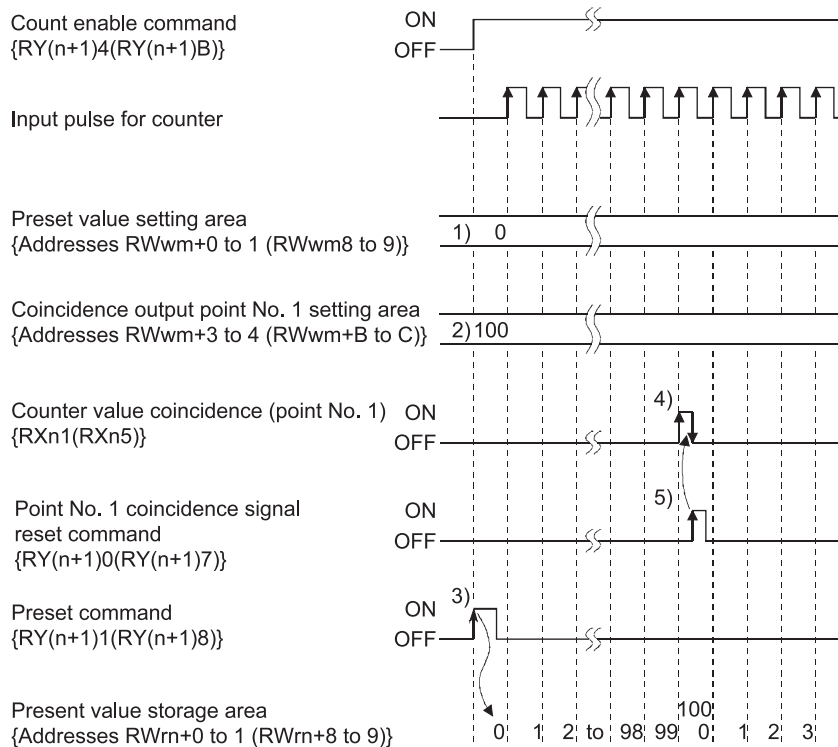 Count enable command
{RY(n+1)4(RY(n+1)B)}
ON
OFF
Input pulse for counter
Preset value setting area
{Addresses RWwm+0 to 1 (RWwm8 to 9)}
1) 0
Coincidence output point No. 1 setting area
{Addresses RWwm+3 to 4 (RWwm+B to C)}
2) 100
Counter value coincidence (point No. 1)
{RXn1(RXn5)}
ON
OFF
4)
Point No. 1 coincidence signal
reset command
{RY(n+1)0(RY(n+1)7)}
ON
OFF
5)
Preset command
{RY(n+1)1(RY(n+1)8)}
ON
OFF
3)
Present value storage area
{Addresses RWrn+0 to 1 (RWrn+8 to 9)}
100
0 1 2 to 98 99 0 1 2 3